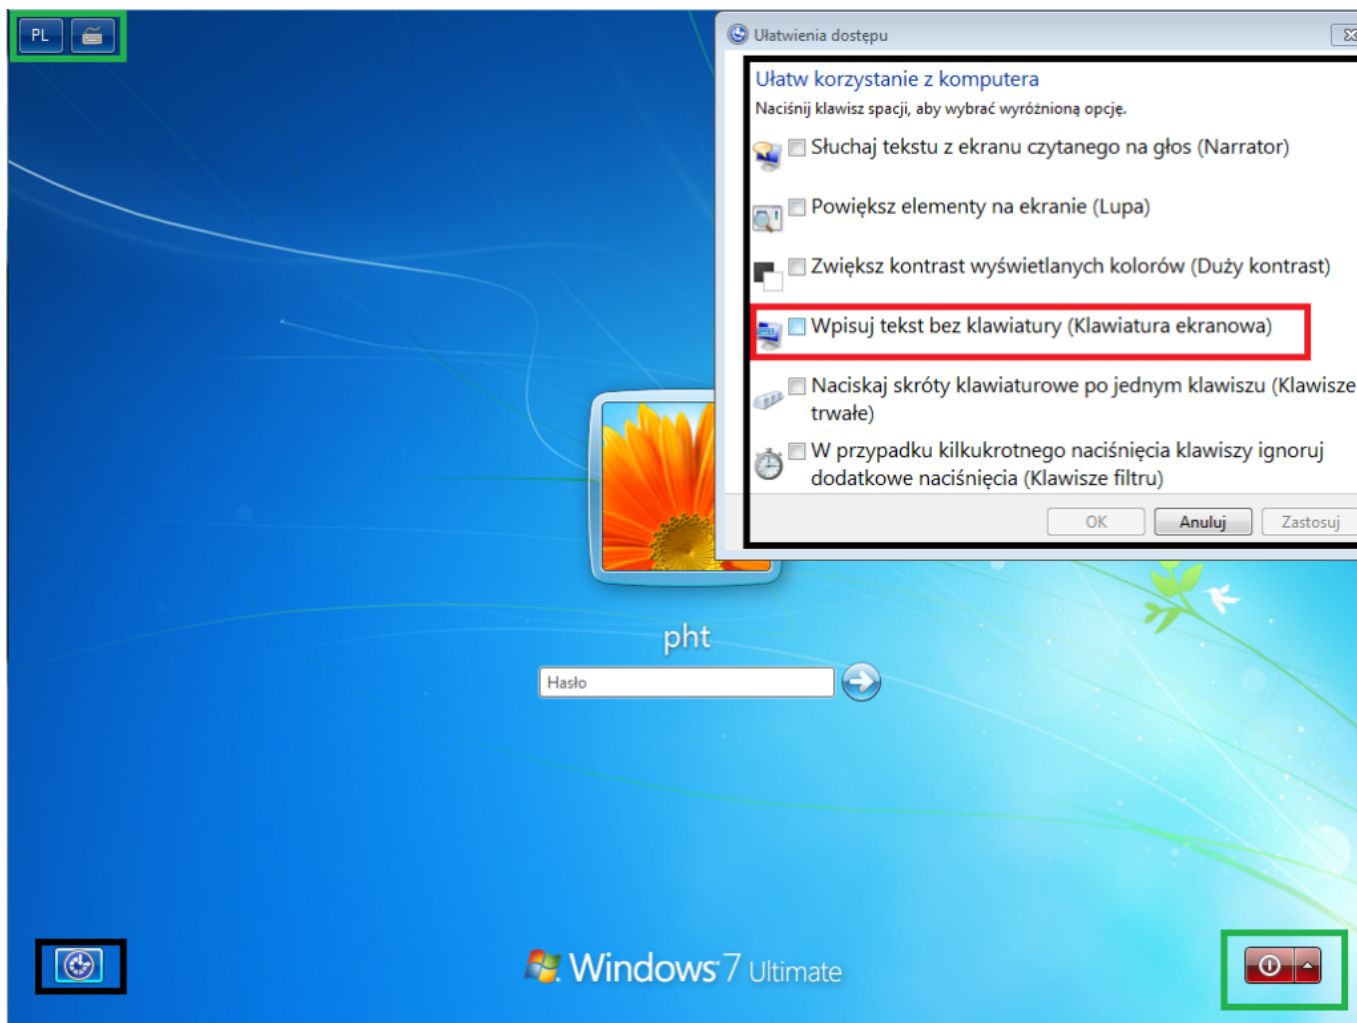 PL
Ułatwienia dostępu
Ułatw korzystanie z komputera
Naciśnij klawisz spacji, aby wybrać wyróżnioną opcję.
Słuchaj tekstu z ekranu czytanego na głos (Narrator)
Powiększ elementy na ekranie (Lupa)
Zwiększ kontrast wyświetlanych kolorów (Duży kontrast)
Wpisuj tekst bez klawiatury (Klawiatura ekranowa)
Naciskaj skróty klawiaturowe po jednym klawiszu (Klawisze
trwałe)
W przypadku kilkukrotnego naciśnięcia klawiszy ignoruj
dodatkowe naciśnięcia (Klawisze filtru)
OK Anuluj Zastosuj
pht
Hasło
Windows 7 Ultimate